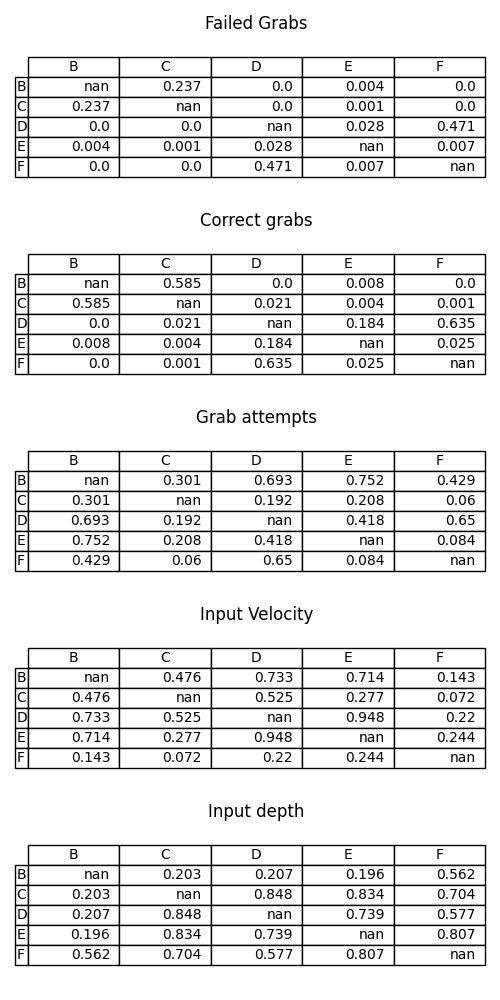 Failed Grabs
B C D E F
B nan 0.237 0.0 0.004 0.0
C 0.237 nan 0.0 0.001 0.0
D 0.0 0.0 nan 0.028 0.471
E 0.004 0.001 0.028 nan 0.007
F 0.0 0.0 0.471 0.007 nan
Correct grabs
B C D E F
B nan 0.585 0.0 0.008 0.0
C 0.585 nan 0.021 0.004 0.001
D 0.0 0.021 nan 0.184 0.635
E 0.008 0.004 0.184 nan 0.025
F 0.0 0.001 0.635 0.025 nan
Grab attempts
B C D E F
B nan 0.301 0.693 0.752 0.429
C 0.301 nan 0.192 0.208 0.06
D 0.693 0.192 nan 0.418 0.65
E 0.752 0.208 0.418 nan 0.084
F 0.429 0.06 0.65 0.084 nan
Input Velocity
B C D E F
B nan 0.476 0.733 0.714 0.143
C 0.476 nan 0.525 0.277 0.072
D 0.733 0.525 nan 0.948 0.22
E 0.714 0.277 0.948 nan 0.244
F 0.143 0.072 0.22 0.244 nan
Input depth
B C D E F
B nan 0.203 0.207 0.196 0.562
C 0.203 nan 0.848 0.834 0.704
D 0.207 0.848 nan 0.739 0.577
E 0.196 0.834 0.739 nan 0.807
F 0.562 0.704 0.577 0.807 nan